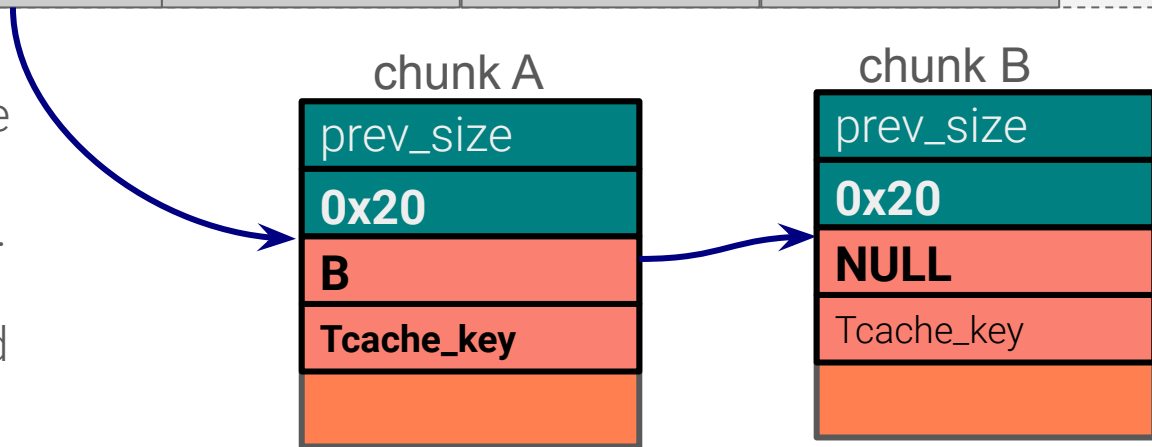 chunk A
prev_size
0x20
B
Tcache_key
chunk B
prev_size
0x20
NULL
Tcache_key